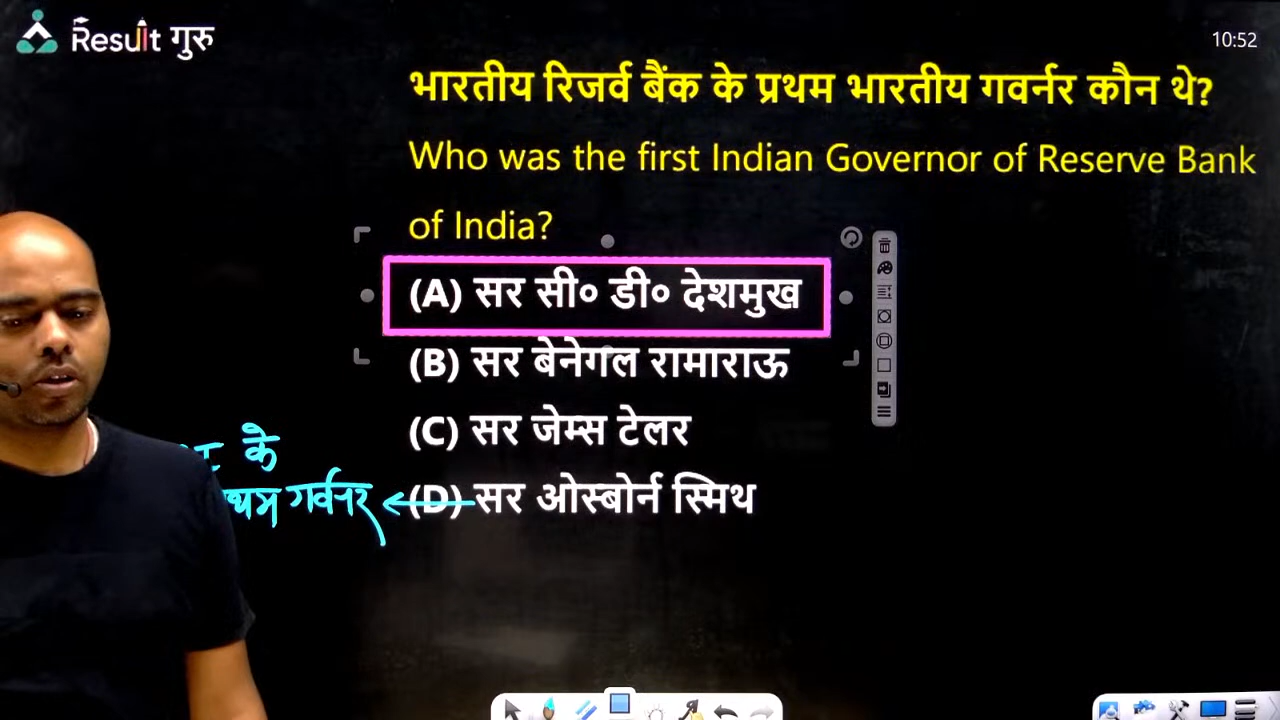 Result गुरु
10:52
भारतीय रिजर्व बैंक के प्रथम भारतीय गवर्नर कौन थे?
Who was the first Indian Governor of Reserve Bank
of India?
(A) सर सी० डी० देशमुख
(B) सर बेनेगल रामाराऊ
(C) सर जेम्स टेलर
(D) सर ओस्बोर्न स्मिथ
के
गर्वनर